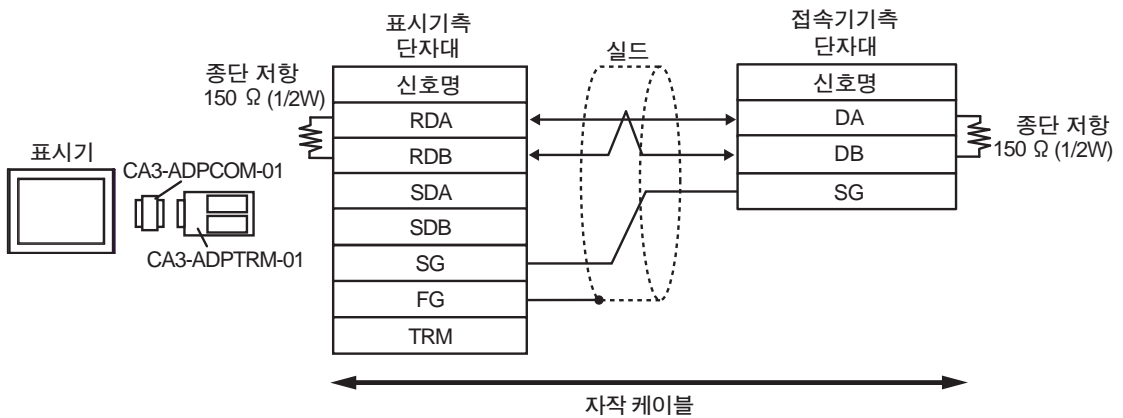 표시기측
단자대
접속기기측
단자대
실드
종단 저항
150 Ω (1/2W)
신호명
RDA
RDB
SDA
SDB
SG
FG
TRM
신호명
DA
DB
SG
종단 저항
150 Ω (1/2W)
표시기
CA3-ADPCOM-01
CA3-ADPTRM-01
자작 케이블